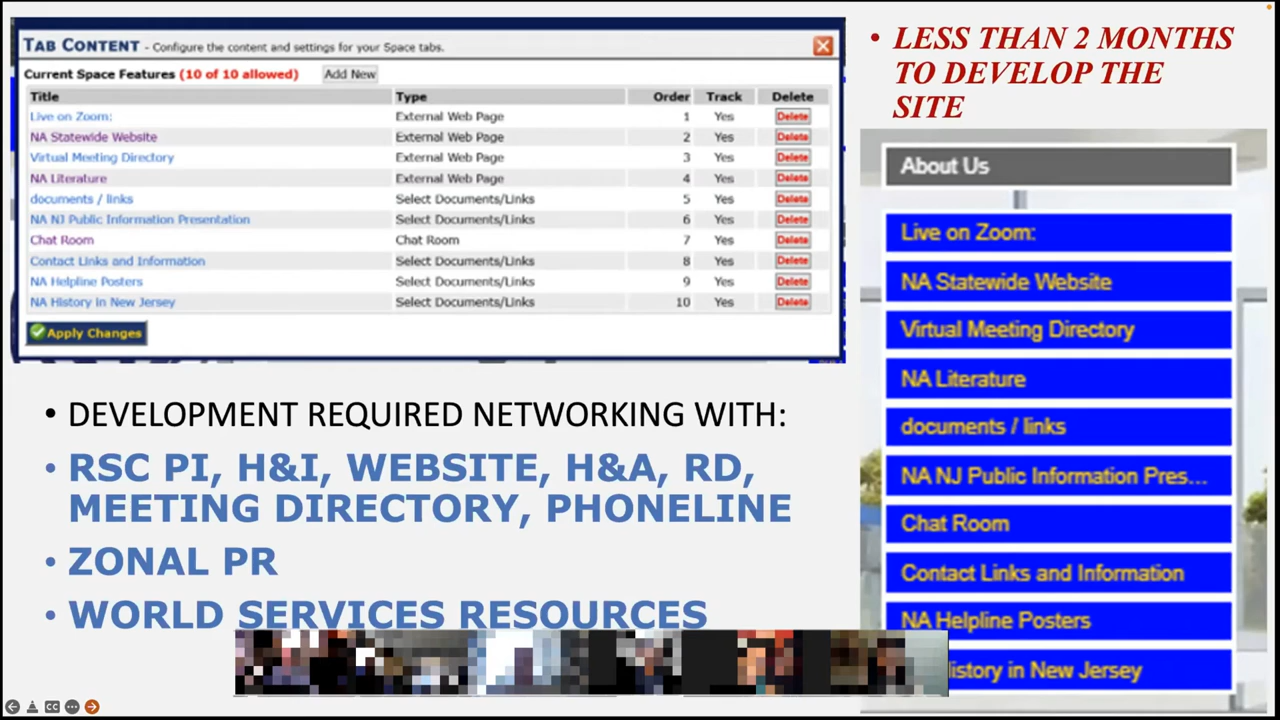 TAB CONTENT - Configure the content and settings for your Space tabs.
Current Space Features (10 of 10 allowed) Add New
Title Type Order Track Delete
Live on Zoom: External Web Page 1 Yes Delete
NA Statewide Website External Web Page 2 Yes Delete
Virtual Meeting Directory External Web Page 3 Yes Delete
NA Literature External Web Page 4 Yes Delete
documents / links Select Documents/Links 5 Yes Delete
NA NJ Public Information Presentation Select Documents/Links 6 Yes Delete
Chat Room Chat Room 7 Yes Delete
Contact Links and Information Select Documents/Links 8 Yes Delete
NA Helpline Posters Select Documents/Links 9 Yes Delete
NA History in New Jersey Select Documents/Links 10 Yes Delete
Apply Changes
• DEVELOPMENT REQUIRED NETWORKING WITH:
• RSC PI, H&I, WEBSITE, H&A, RD,
MEETING DIRECTORY, PHONELINE
• ZONAL PR
• WORLD SERVICES RESOURCES
• LESS THAN 2 MONTHS
TO DEVELOP THE
SITE
About Us
Live on Zoom:
NA Statewide Website
Virtual Meeting Directory
NA Literature
documents / links
NA NJ Public Information Pres...
Chat Room
Contact Links and Information
NA Helpline Posters
istory in New Jersey
CC